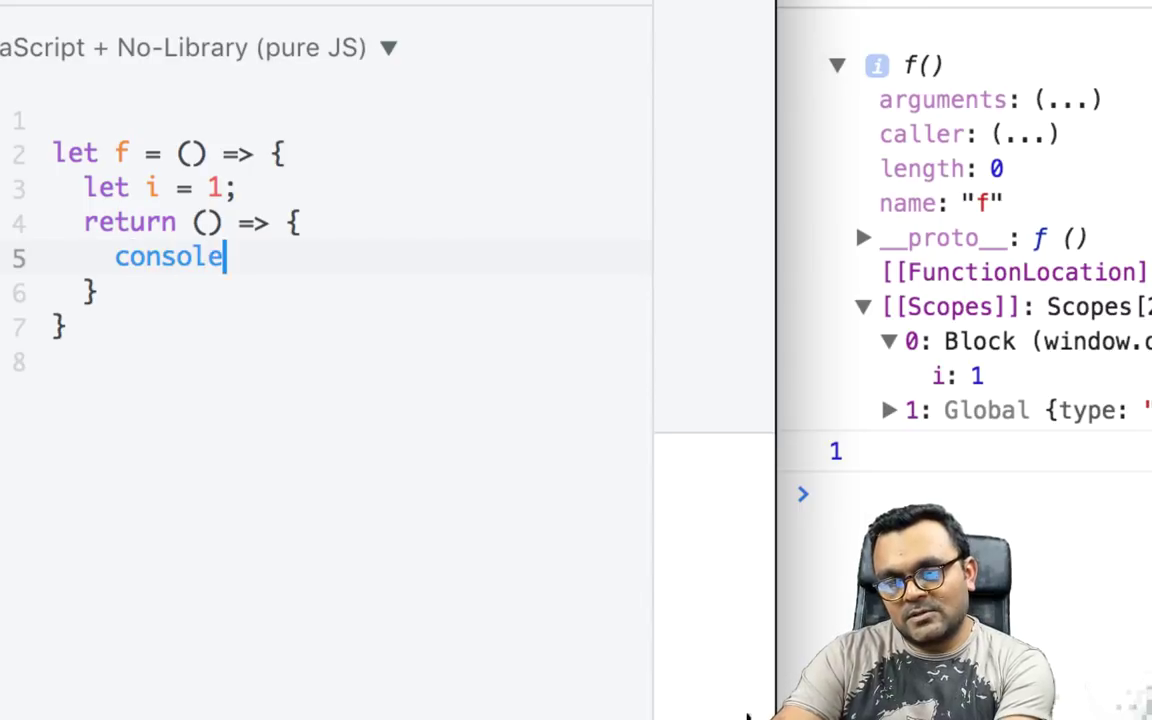 aScript + No-Library (pure JS) ▼
1
2 let f = () => {
3 let i = 1;
4 return () => {
5 console
6 }
7 }
8
▼ i f()
arguments: (...)
caller: (...)
length: 0
name: "f"
▶ __proto__: ƒ ()
[[FunctionLocation]
▼ [[Scopes]]: Scopes[2
▼ 0: Block (window.
i: 1
▶ 1: Global {type: "
1
>